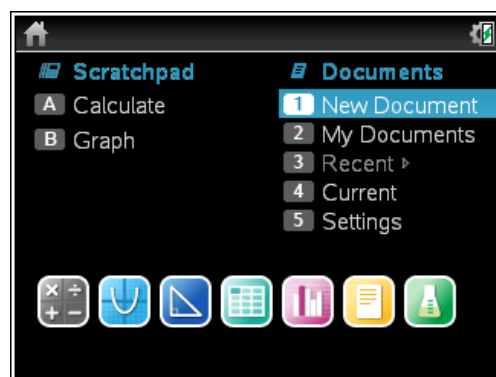 Scratchpad
A Calculate
B Graph
Documents
1 New Document
2 My Documents
3 Recent ▹
4 Current
5 Settings